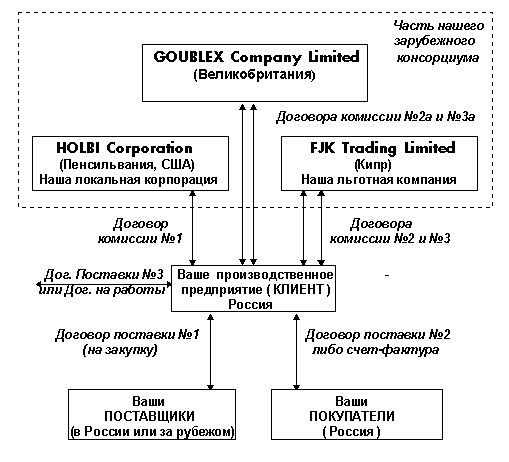 Часть нашего
зарубежного
консорциума
GOUBLEX Company Limited
(Великобритания)
Договора комиссии №2а и №3а
HOLBI Corporation
(Пенсильвания, США)
Наша локальная корпорация
FJK Trading Limited
(Кипр)
Наша льготная компания
Договор
комиссии №1
Договора
комиссии №2 и №3
Дог. Поставки №3
или Дог. на работы
Ваше производственное
предприятие ( КЛИЕНТ )
Россия
-
Договор поставки №1
(на закупку)
Договор поставки №2
либо счет-фактура
Ваши
ПОСТАВЩИКИ
(в России или за рубежом)
Ваши
ПОКУПАТЕЛИ
( Россия )